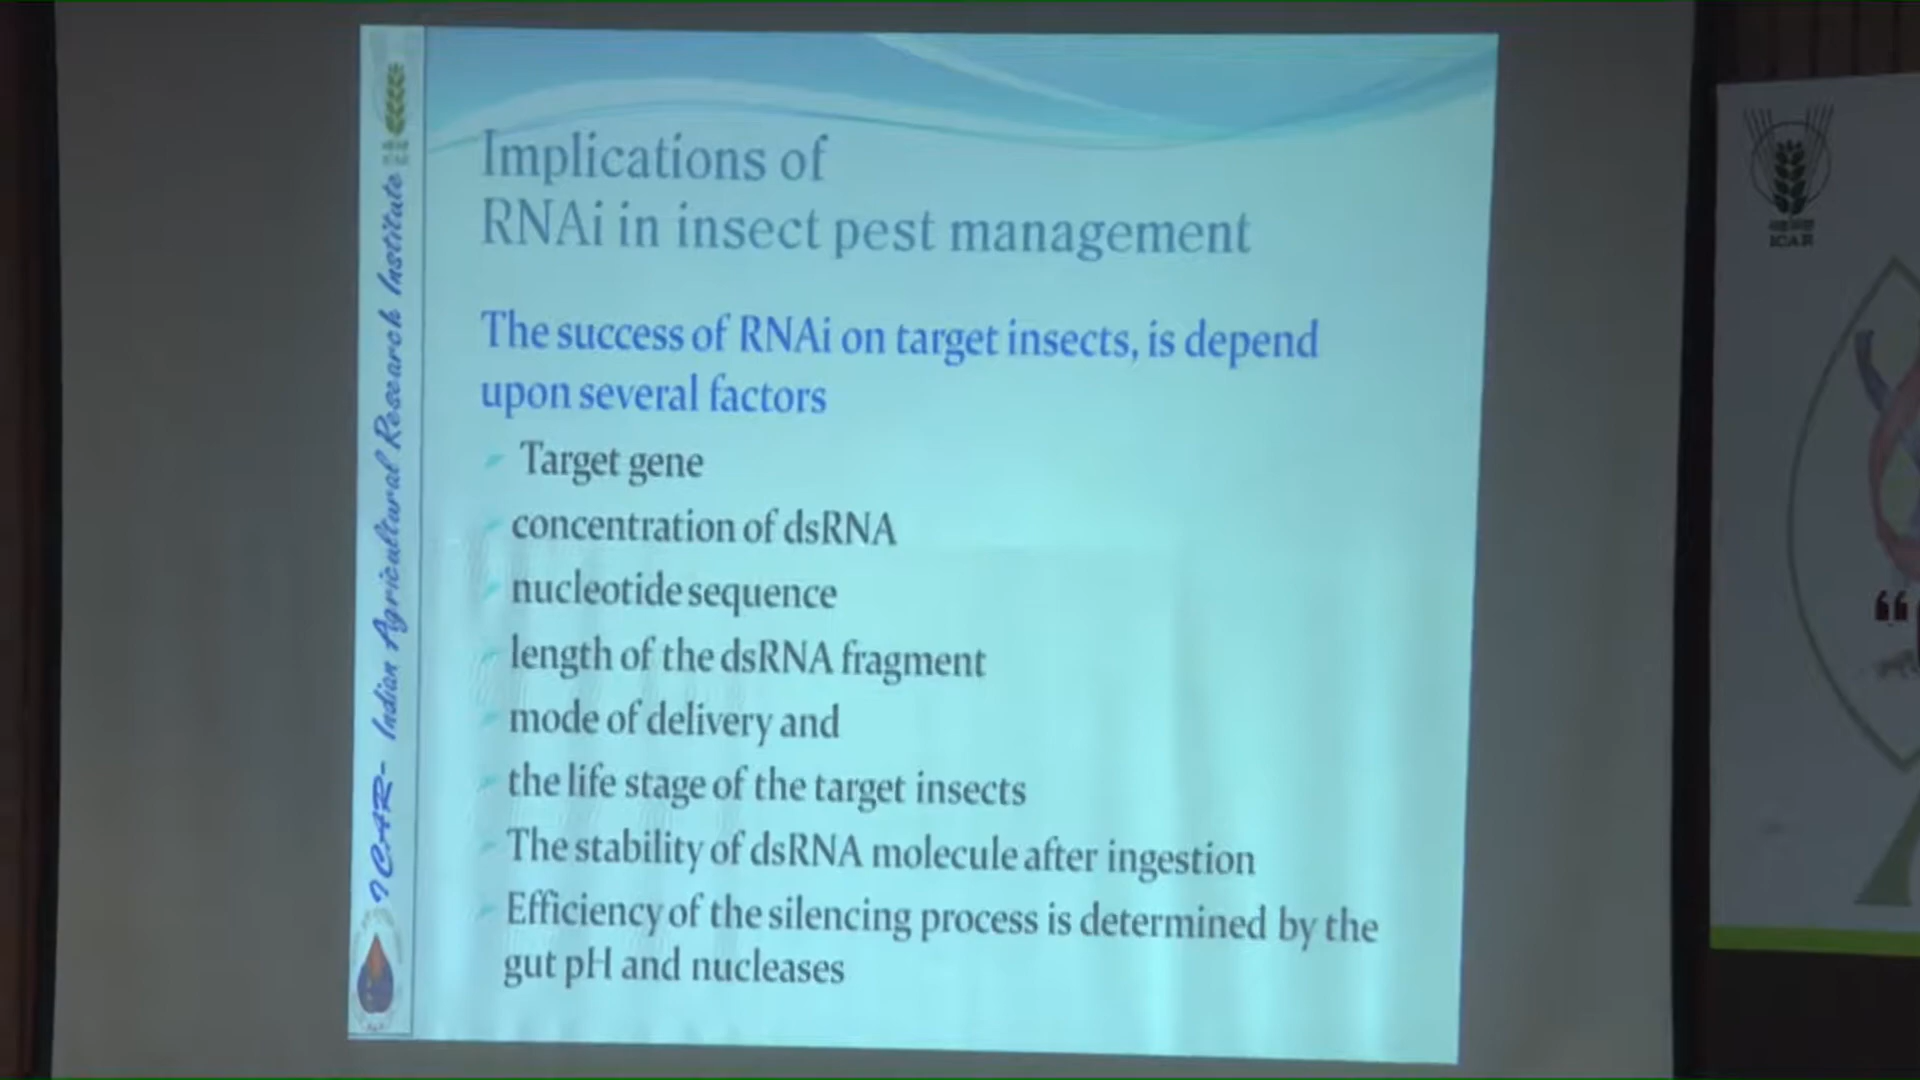 Implications of
RNAi in insect pest management
The success of RNAi on target insects, is depend
upon several factors
Target gene
concentration of dsRNA
nucleotide sequence
length of the dsRNA fragment
mode of delivery and
the life stage of the target insects
The stability of dsRNA molecule after ingestion
Efficiency of the silencing process is determined by the
gut pH and nucleases
ICAR- Indian Agricultural Research Institute
ICAR
“